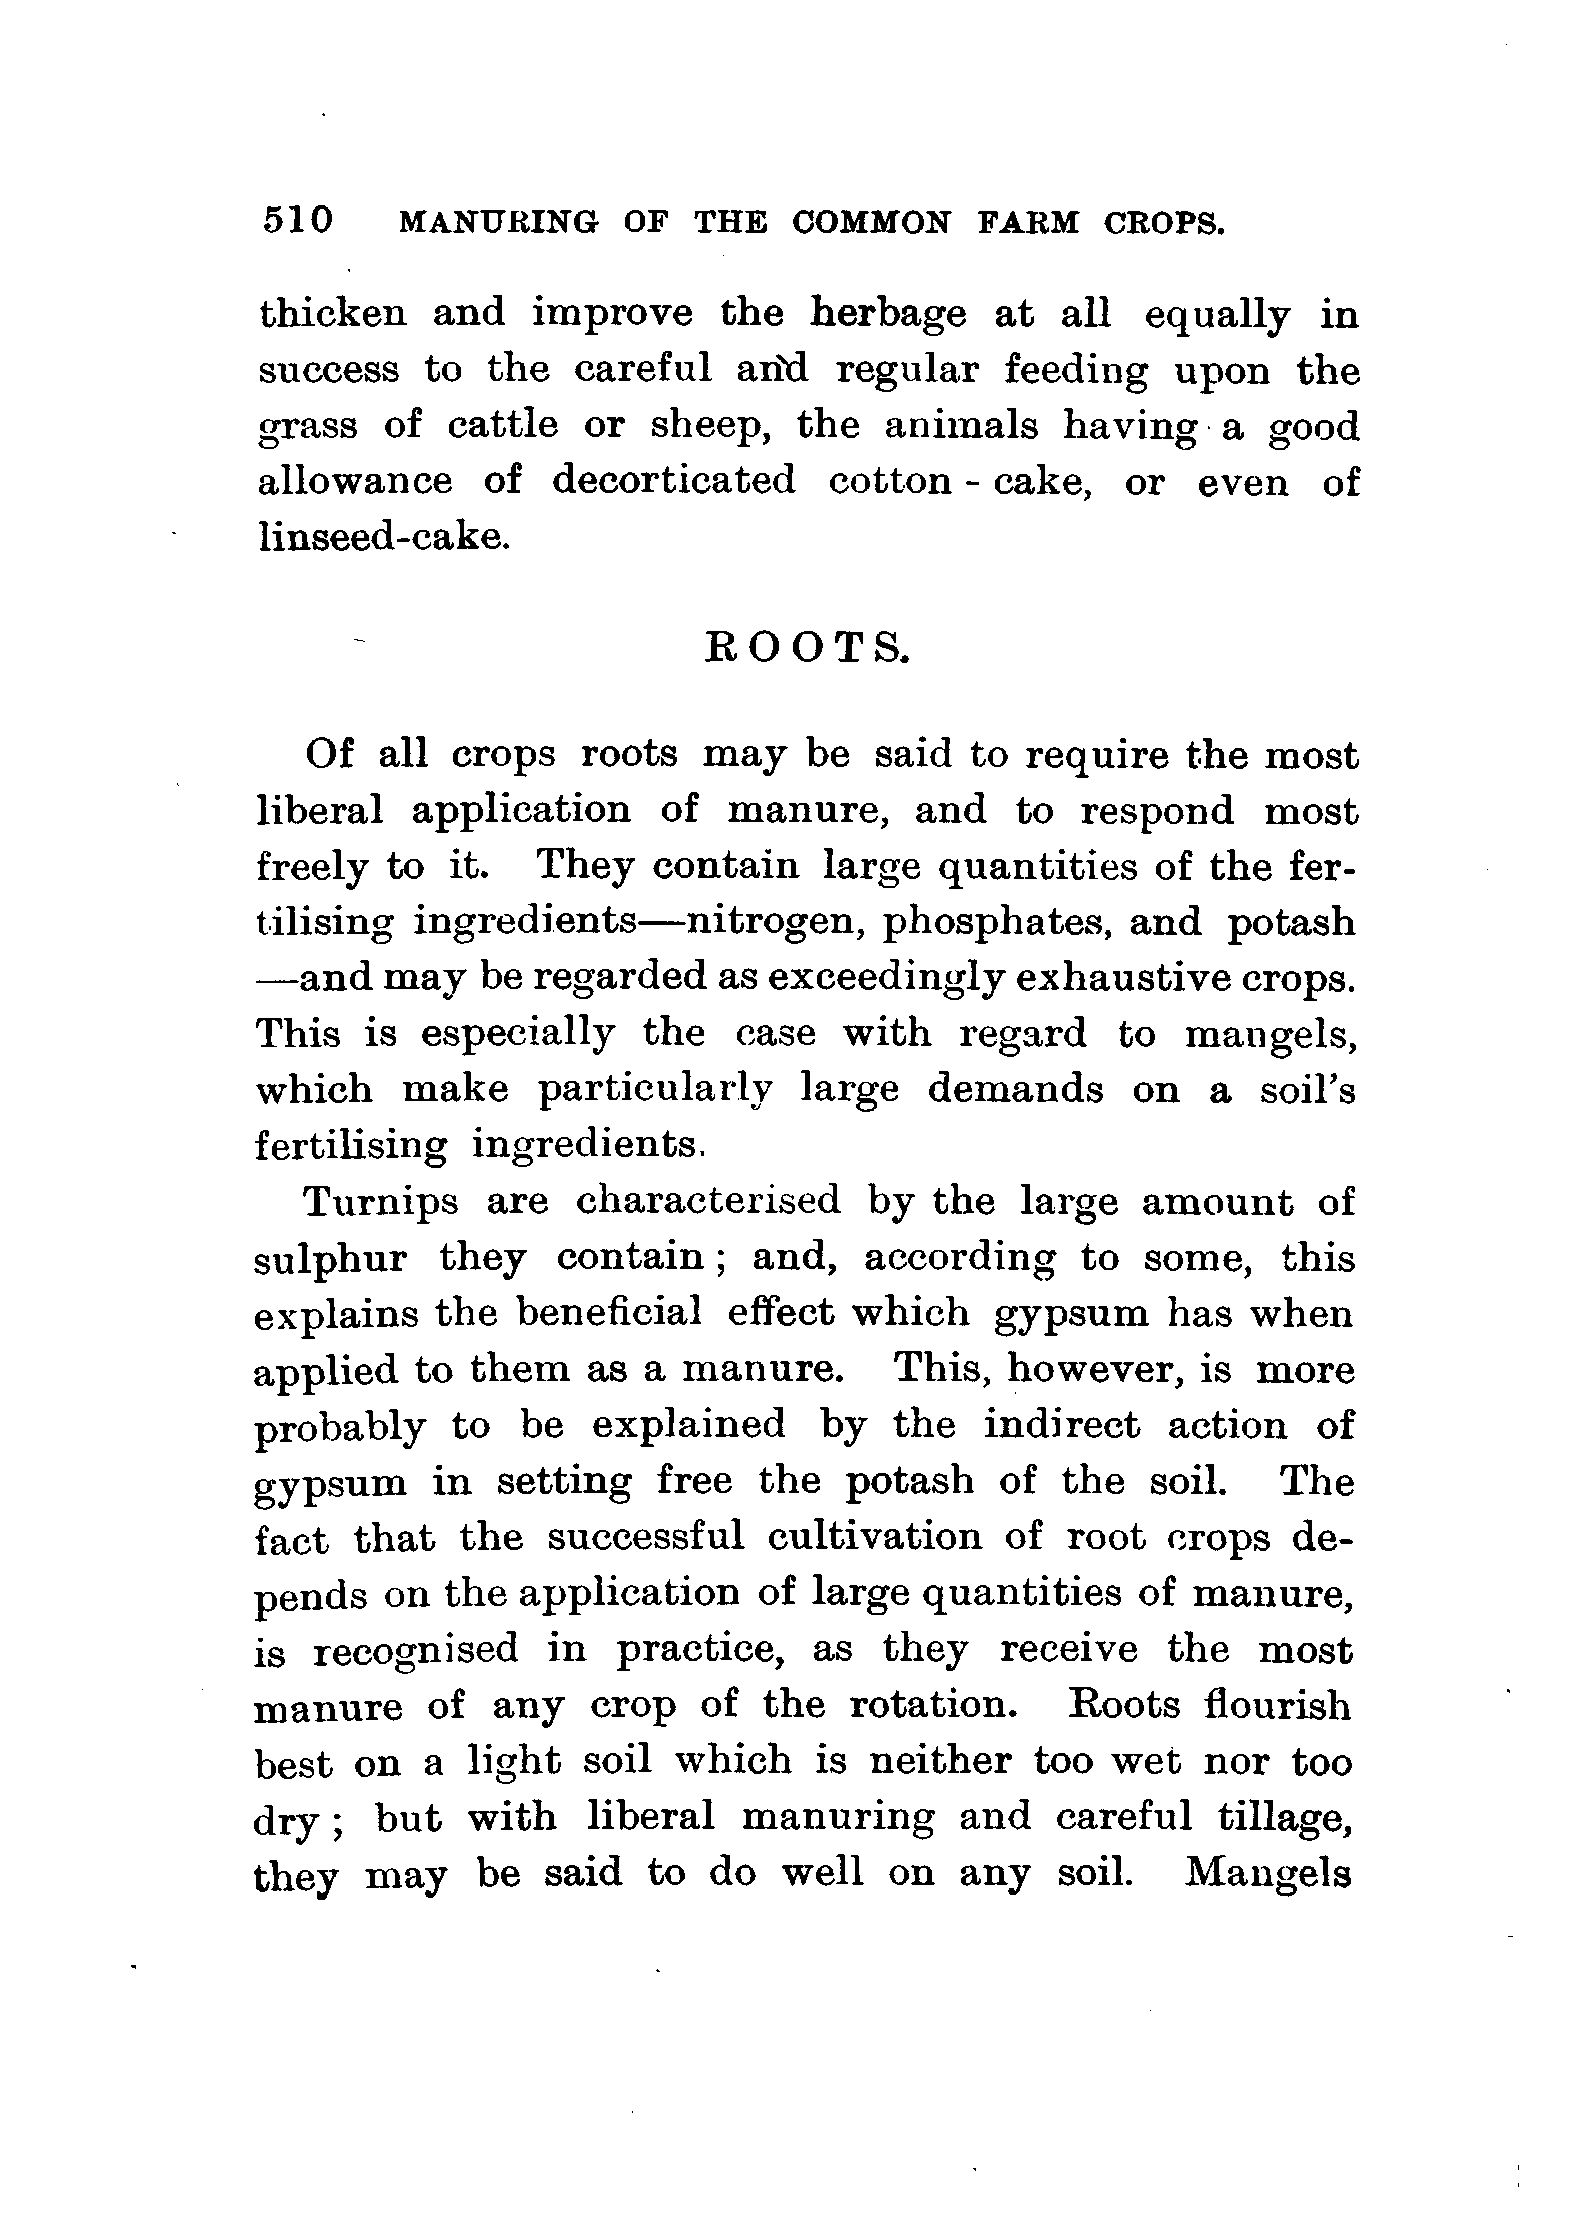 510 MANURING OF THE COMMON FARM CROPS.
thicken and improve the herbage at all equally in
success to the careful and regular feeding upon the
grass of cattle or sheep, the animals having a good
allowance of decorticated cotton - cake, or even of
linseed-cake.
ROOTS.
Of all crops roots may be said to require the most
liberal application of manure, and to respond most
freely to it. They contain large quantities of the fer-
tilising ingredients—nitrogen, phosphates, and potash
—and may be regarded as exceedingly exhaustive crops.
This is especially the case with regard to mangels,
which make particularly large demands on a soil's
fertilising ingredients.
Turnips are characterised by the large amount of
sulphur they contain ; and, according to some, this
explains the beneficial effect which gypsum has when
applied to them as a manure. This, however, is more
probably to be explained by the indirect action of
gypsum in setting free the potash of the soil. The
fact that the successful cultivation of root crops de-
pends on the application of large quantities of manure,
is recognised in practice, as they receive the most
manure of any crop of the rotation. Roots flourish
best on a light soil which is neither too wet nor too
dry ; but with liberal manuring and careful tillage,
they may be said to do well on any soil. Mangels